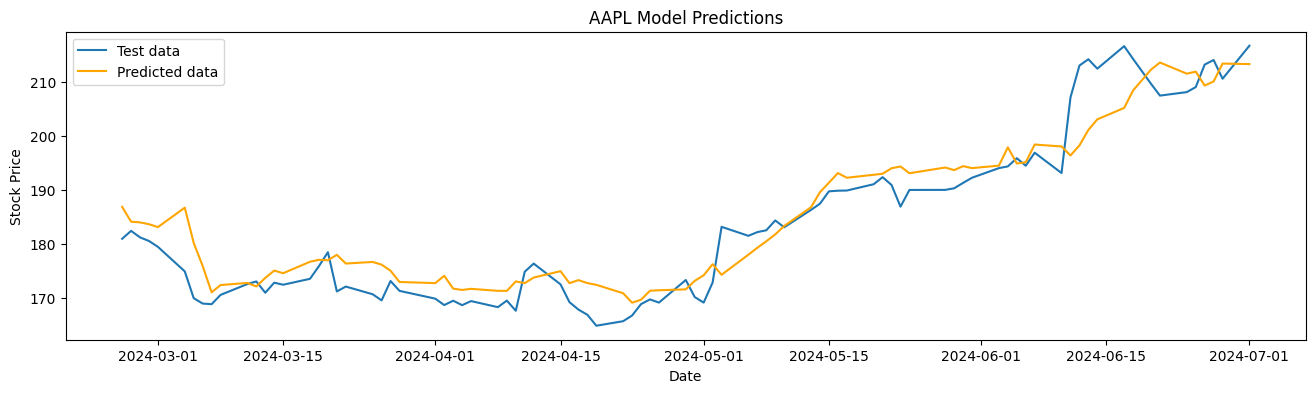 AAPL Model Predictions
Test data
Predicted data
Stock Price
210
200
190
180
170
2024-03-01 2024-03-15 2024-04-01 2024-04-15 2024-05-01 2024-05-15 2024-06-01 2024-06-15 2024-07-01
Date